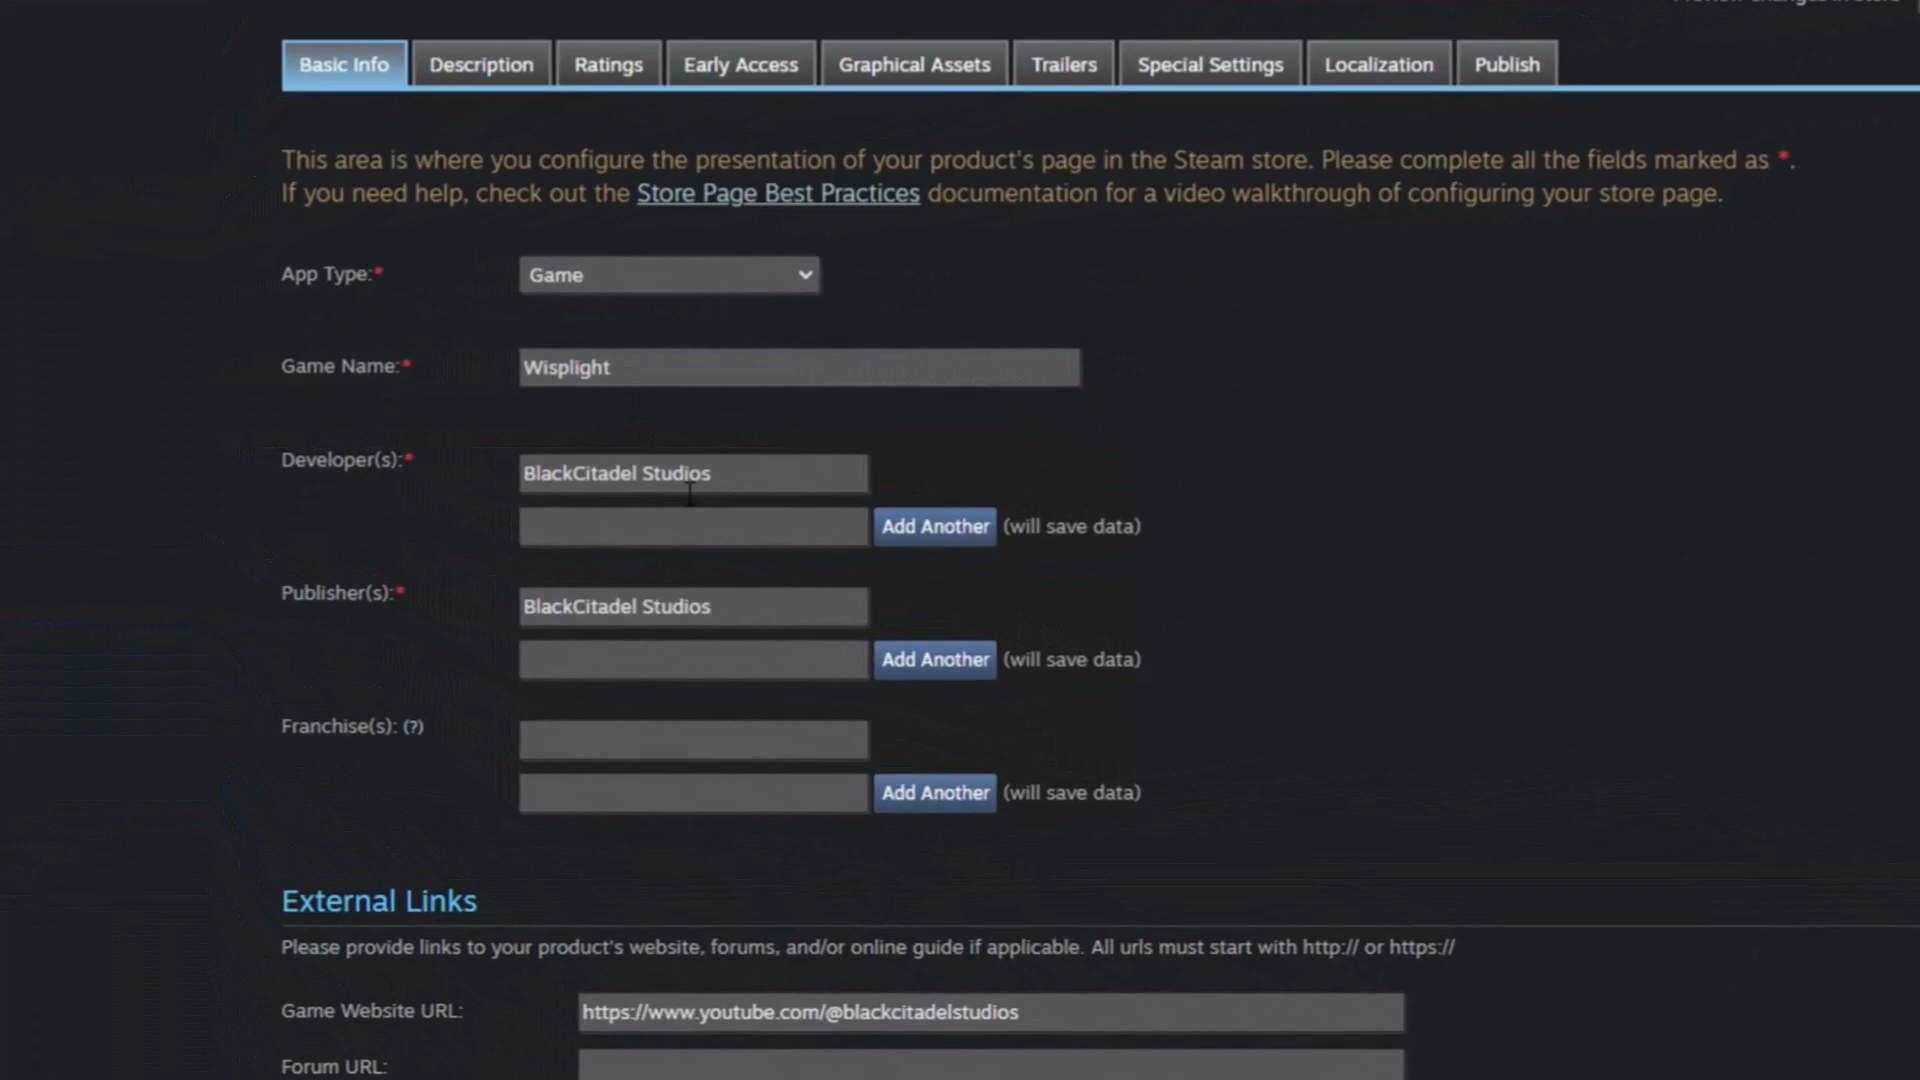 Basic Info Description Ratings Early Access Graphical Assets Trailers Special Settings Localization Publish
This area is where you configure the presentation of your product's page in the Steam store. Please complete all the fields marked as *.
If you need help, check out the Store Page Best Practices documentation for a video walkthrough of configuring your store page.
App Type:* Game
Game Name:* Wisplight
Developer(s):* BlackCitadel Studios
Add Another (will save data)
Publisher(s):* BlackCitadel Studios
Add Another (will save data)
Franchise(s): (?)
Add Another (will save data)
External Links
Please provide links to your product's website, forums, and/or online guide if applicable. All urls must start with http:// or https://
Game Website URL: https://www.youtube.com/@blackcitadelstudios
Forum URL: